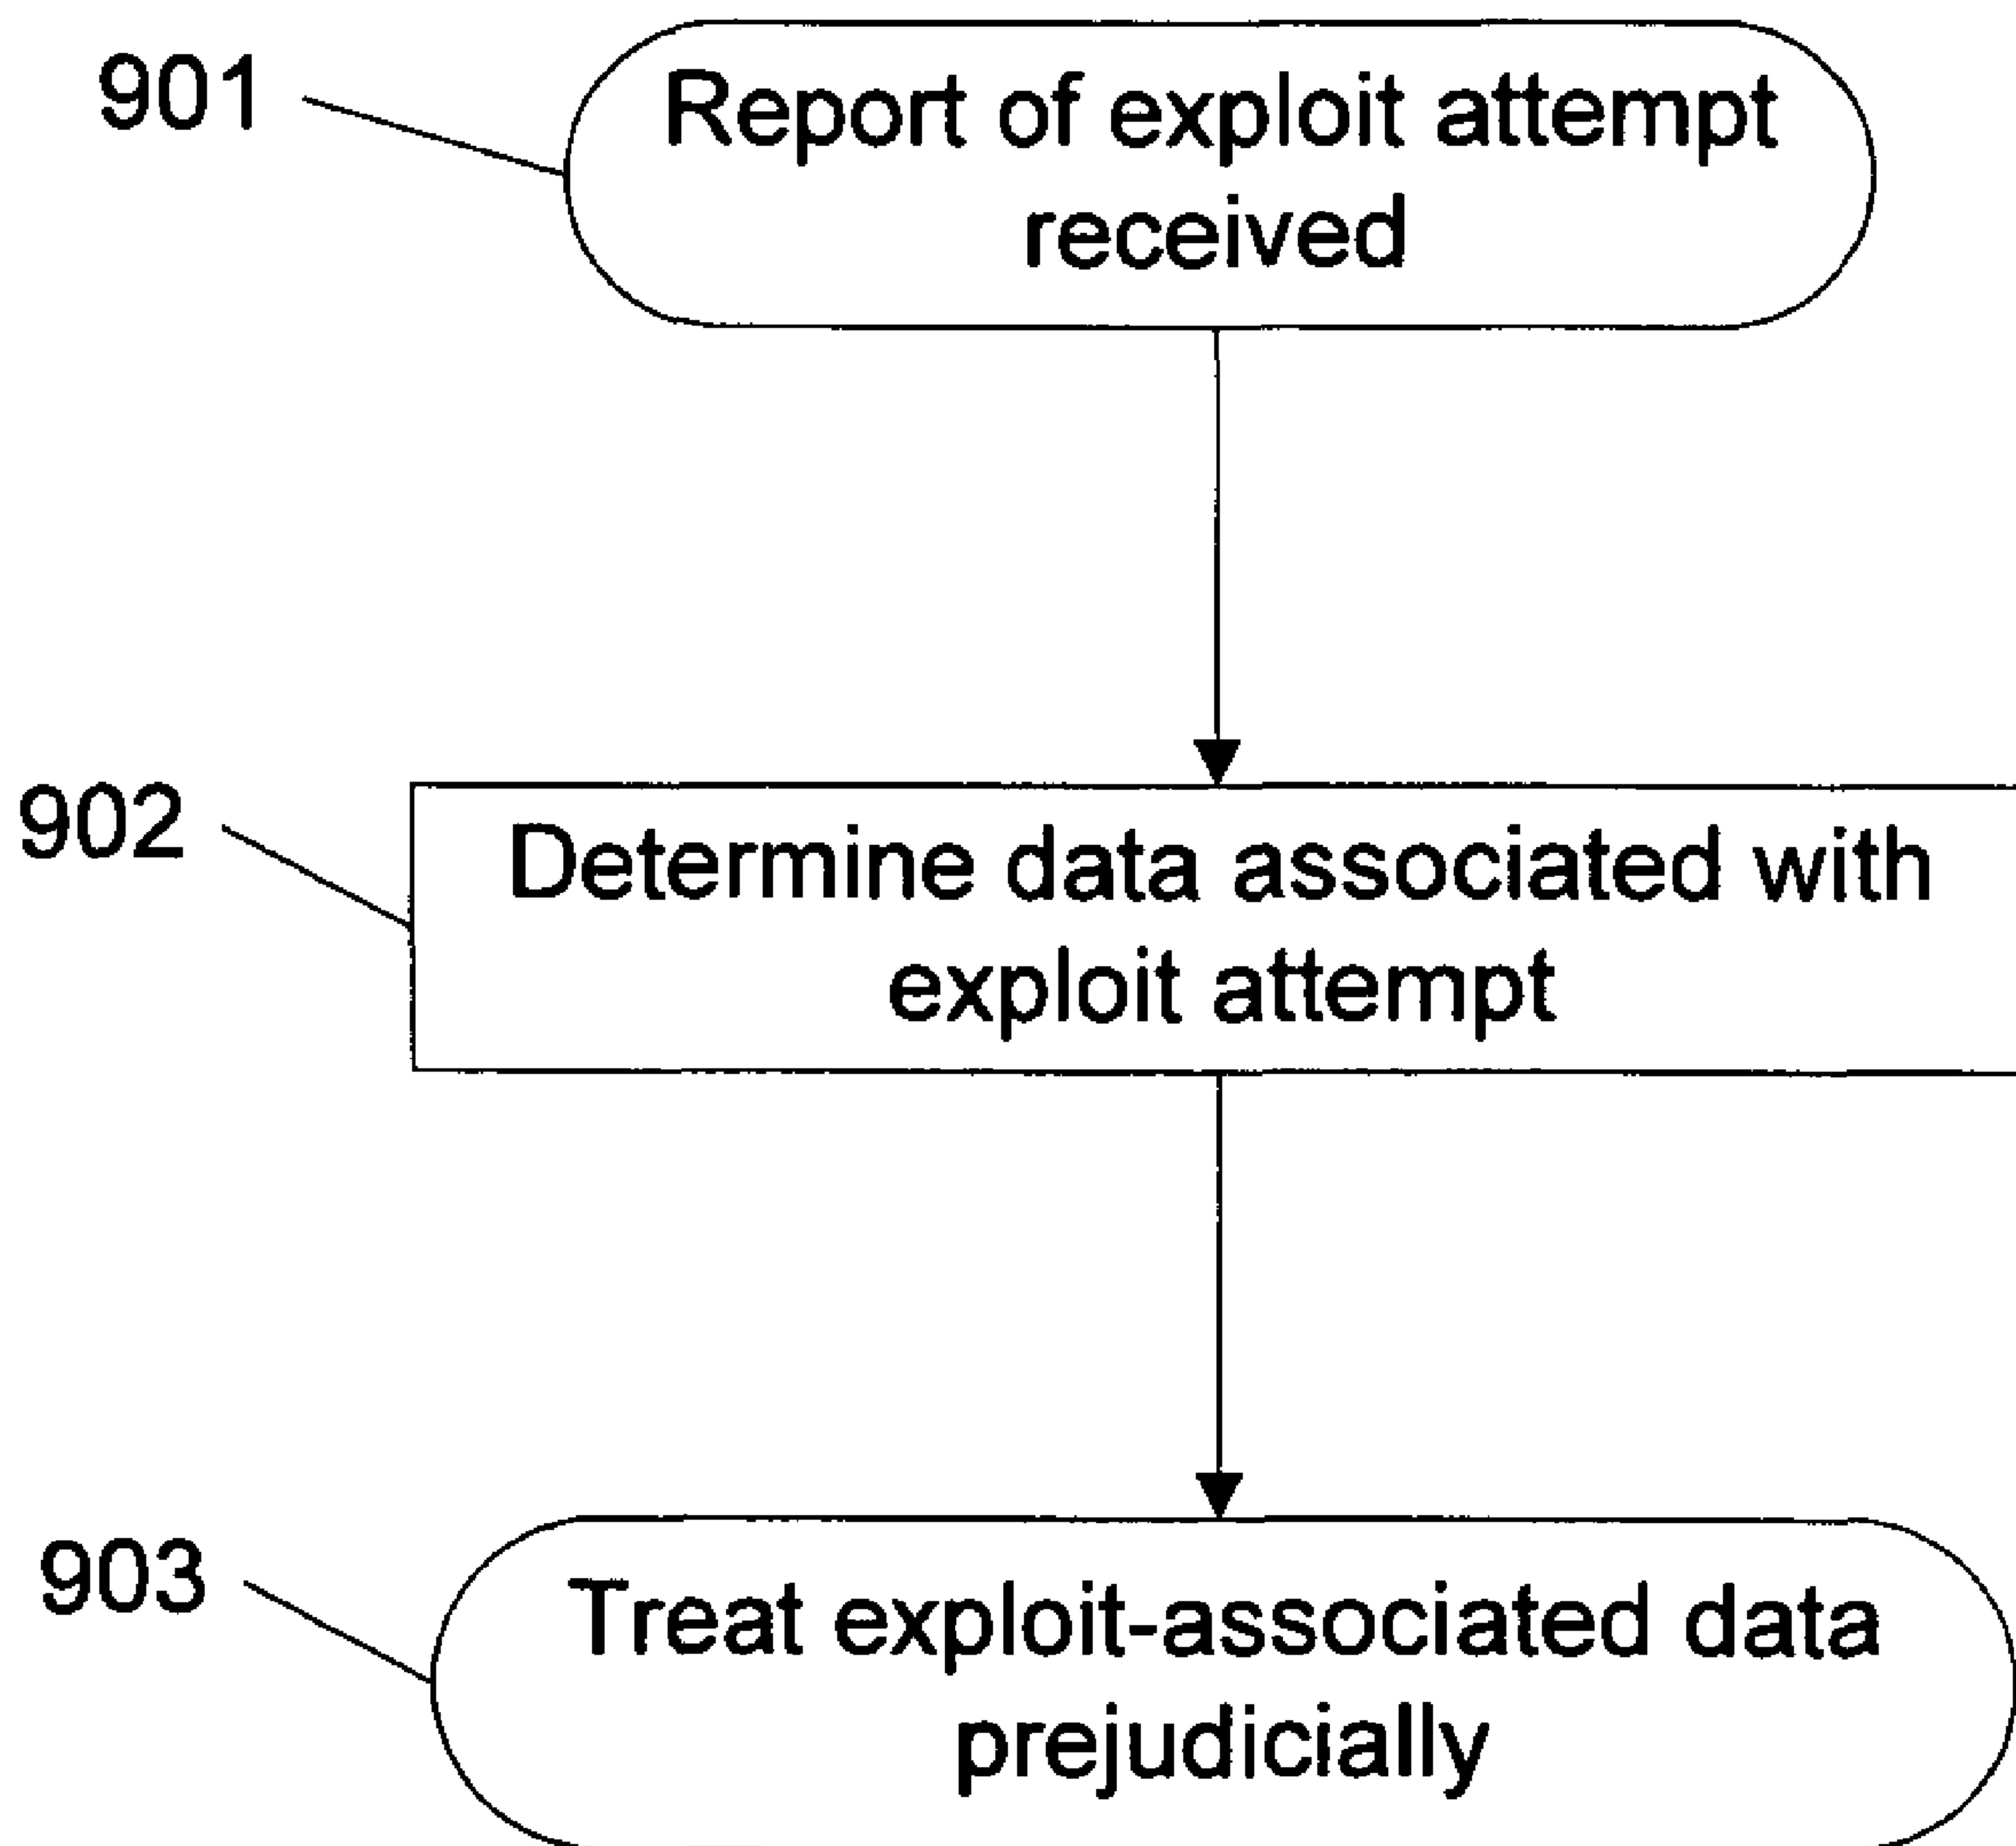 901
Report of exploit attempt
received
902
Determine data associated with
exploit attempt
903
Treat exploit-associated data
prejudicially